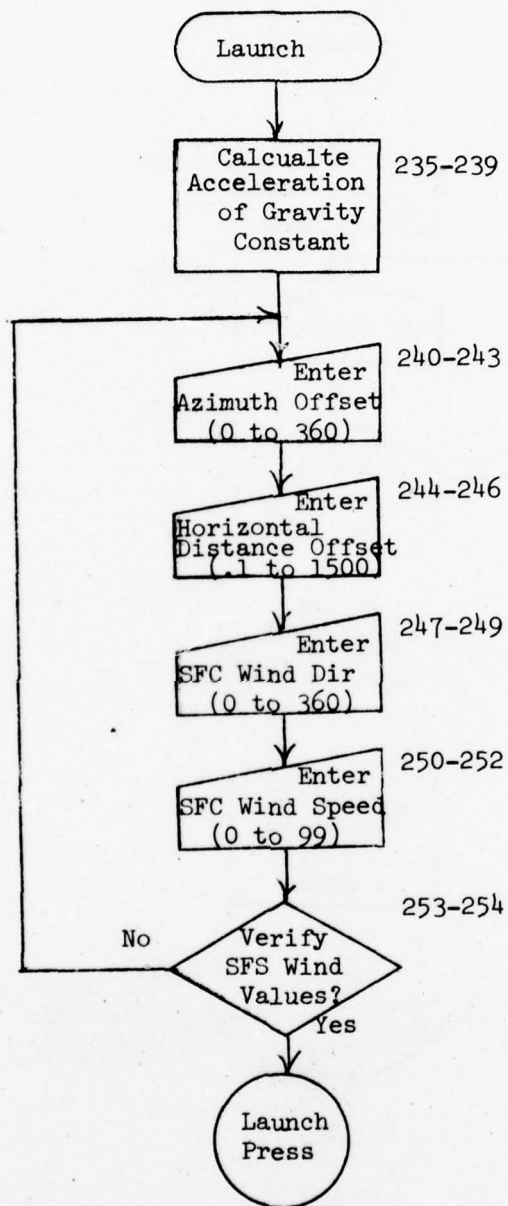 Launch
Calcualte
Acceleration
of Gravity
Constant
235-239
Enter
Azimuth Offset
(0 to 360)
240-243
Enter
Horizontal
Distance Offset
(.1 to 1500)
244-246
Enter
SFC Wind Dir
(0 to 360)
247-249
Enter
SFC Wind Speed
(0 to 99)
250-252
253-254
No
Verify
SFS Wind
Values?
Yes
Launch
Press